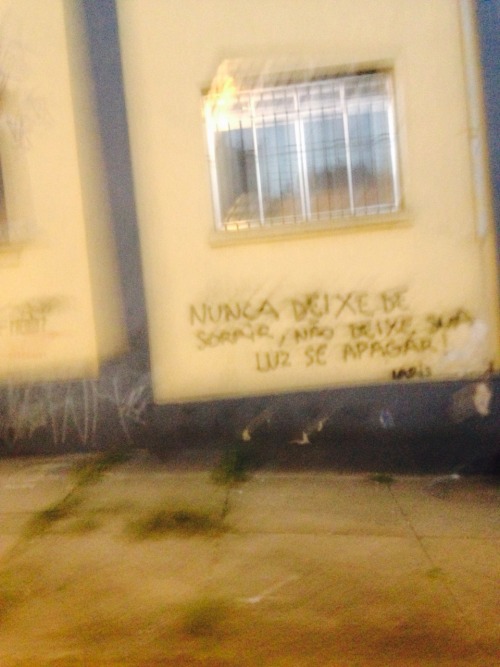 NUNCA DEIXE DE
SORRIR, NÃO DEIXE SUA
LUZ SE APAGAR!